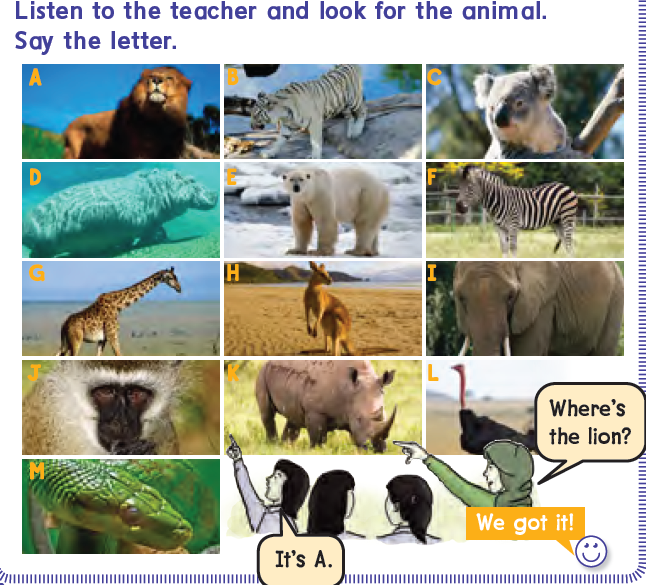 Listen to the teacher and look for the animal.
Say the letter.
A
B
C
D
E
F
G
H
I
J
K
L
M
Where's
the lion?
We got it!
It's A.